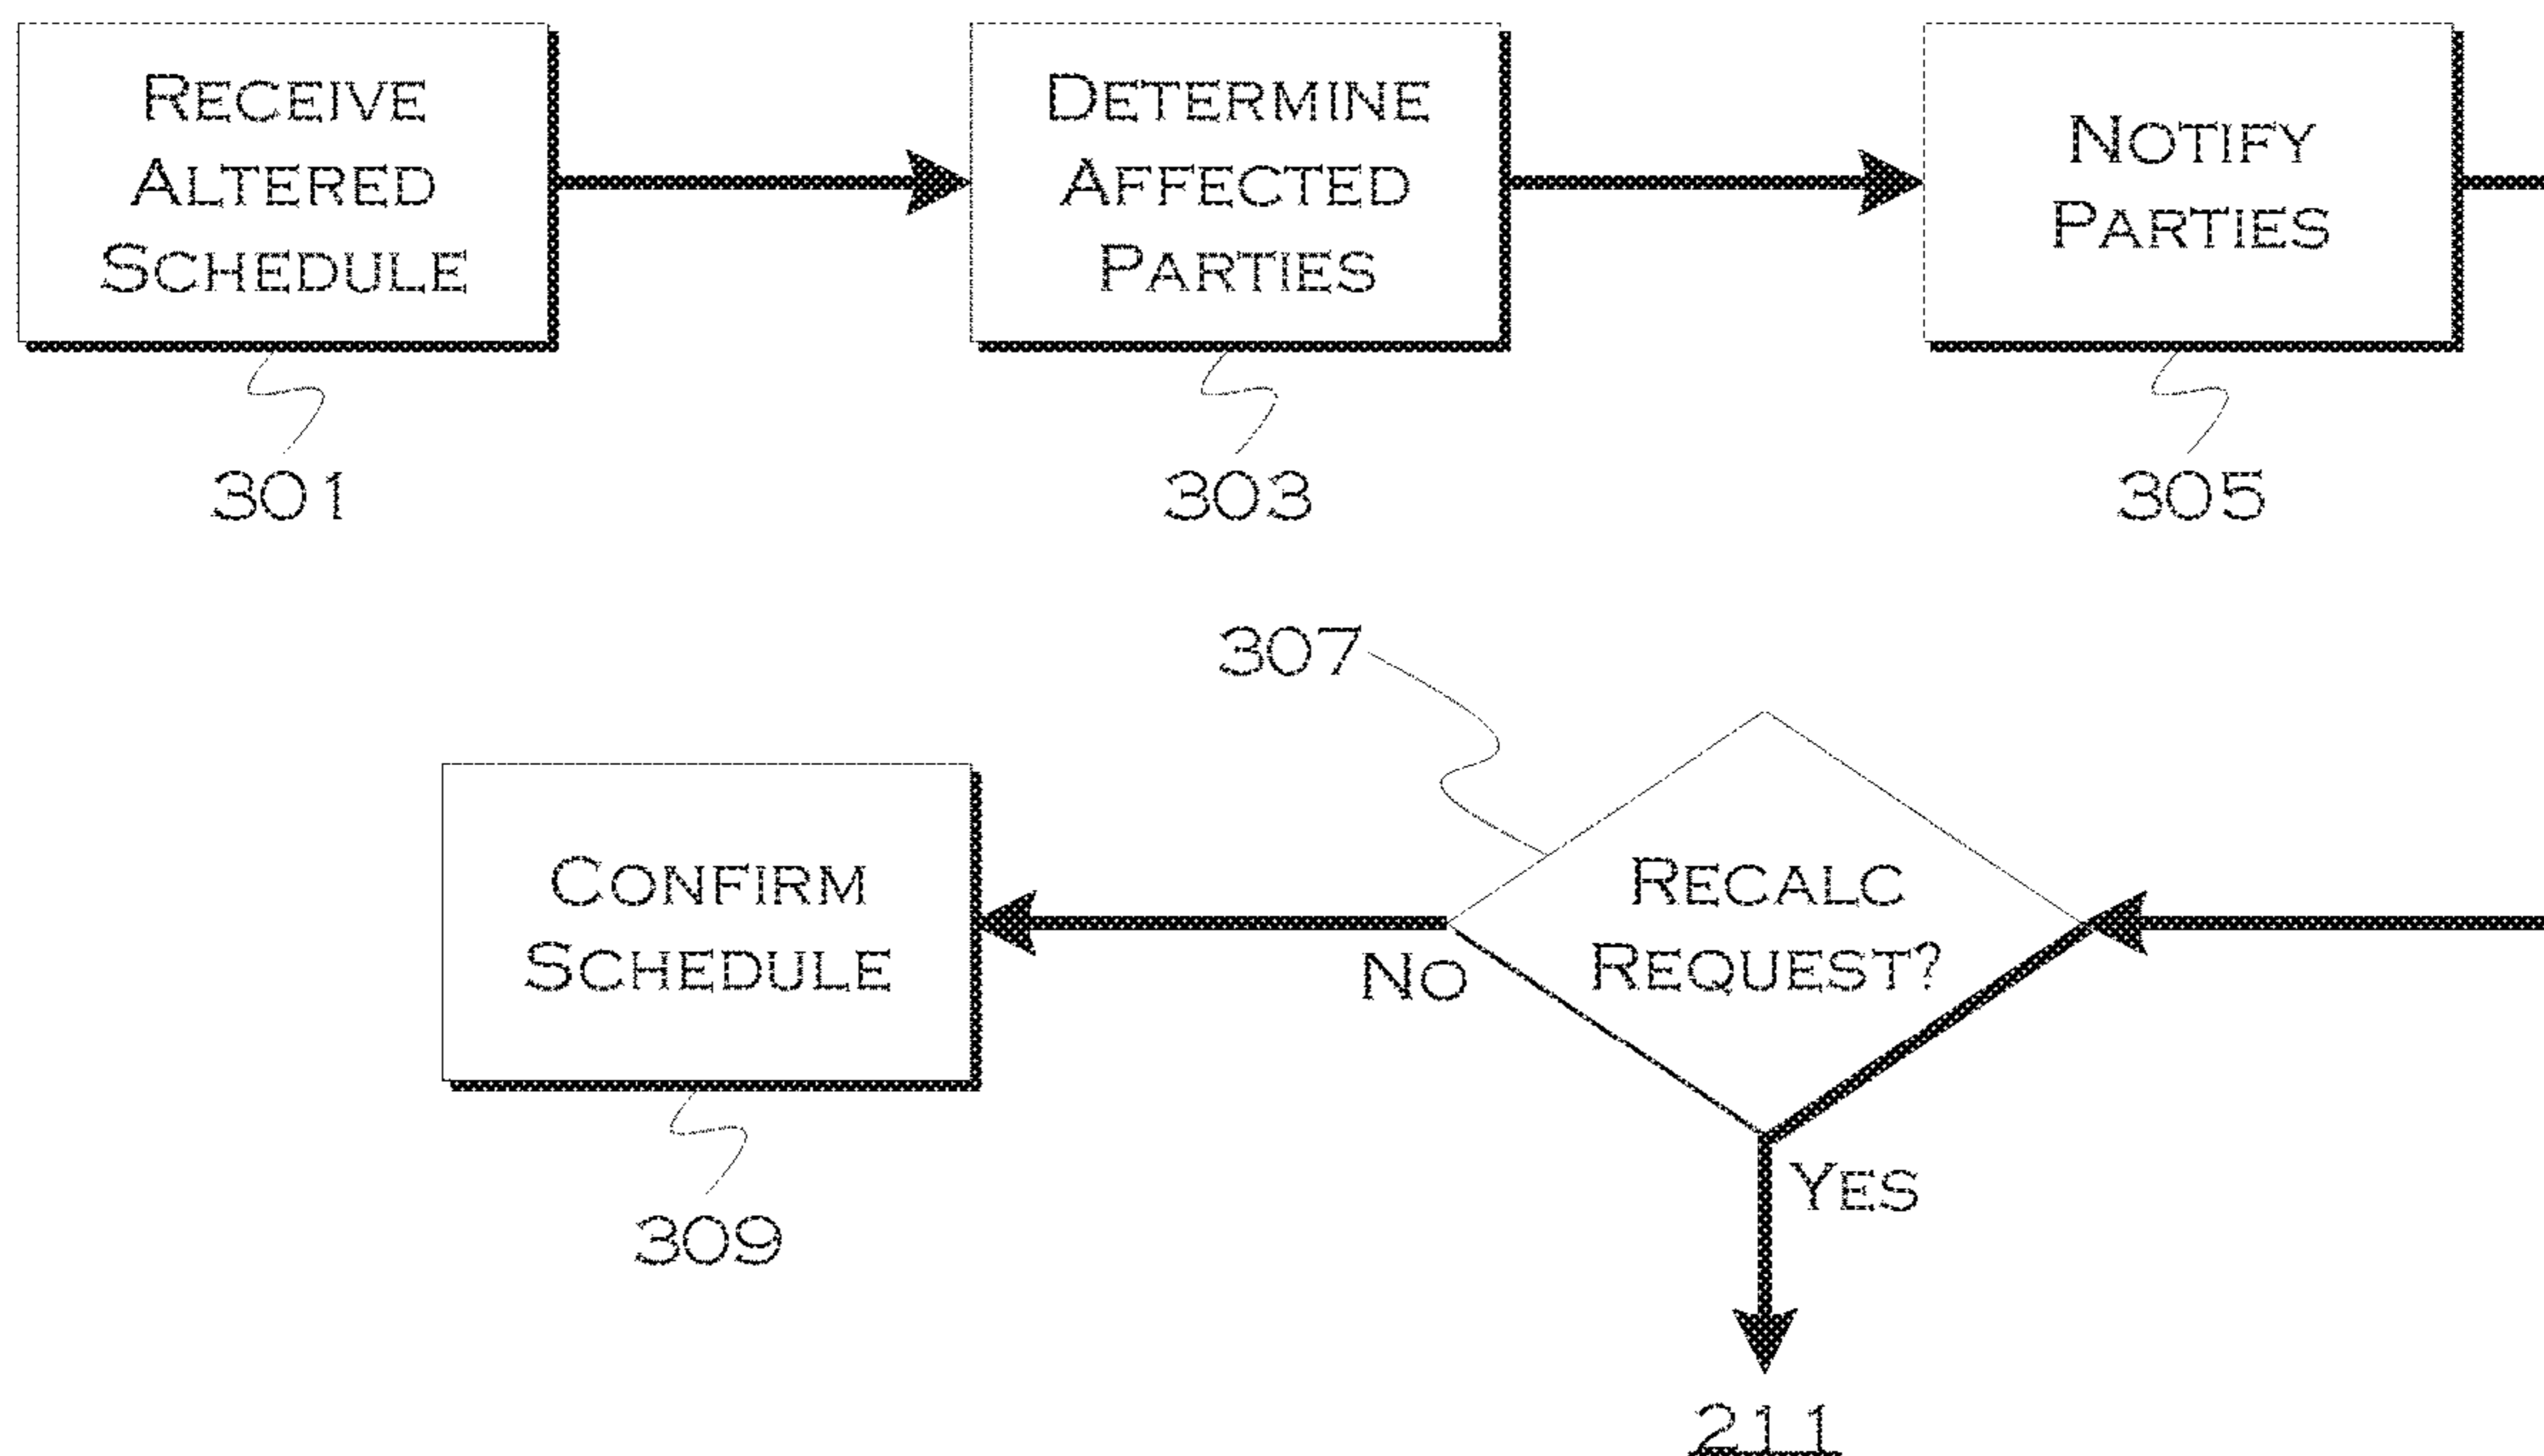 RECEIVE
ALTERED
SCHEDULE
DETERMINE
AFFECTED
PARTIES
NOTIFY
PARTIES
301
303
305
307
CONFIRM
SCHEDULE
RECALC
REQUEST?
NO
YES
309
211